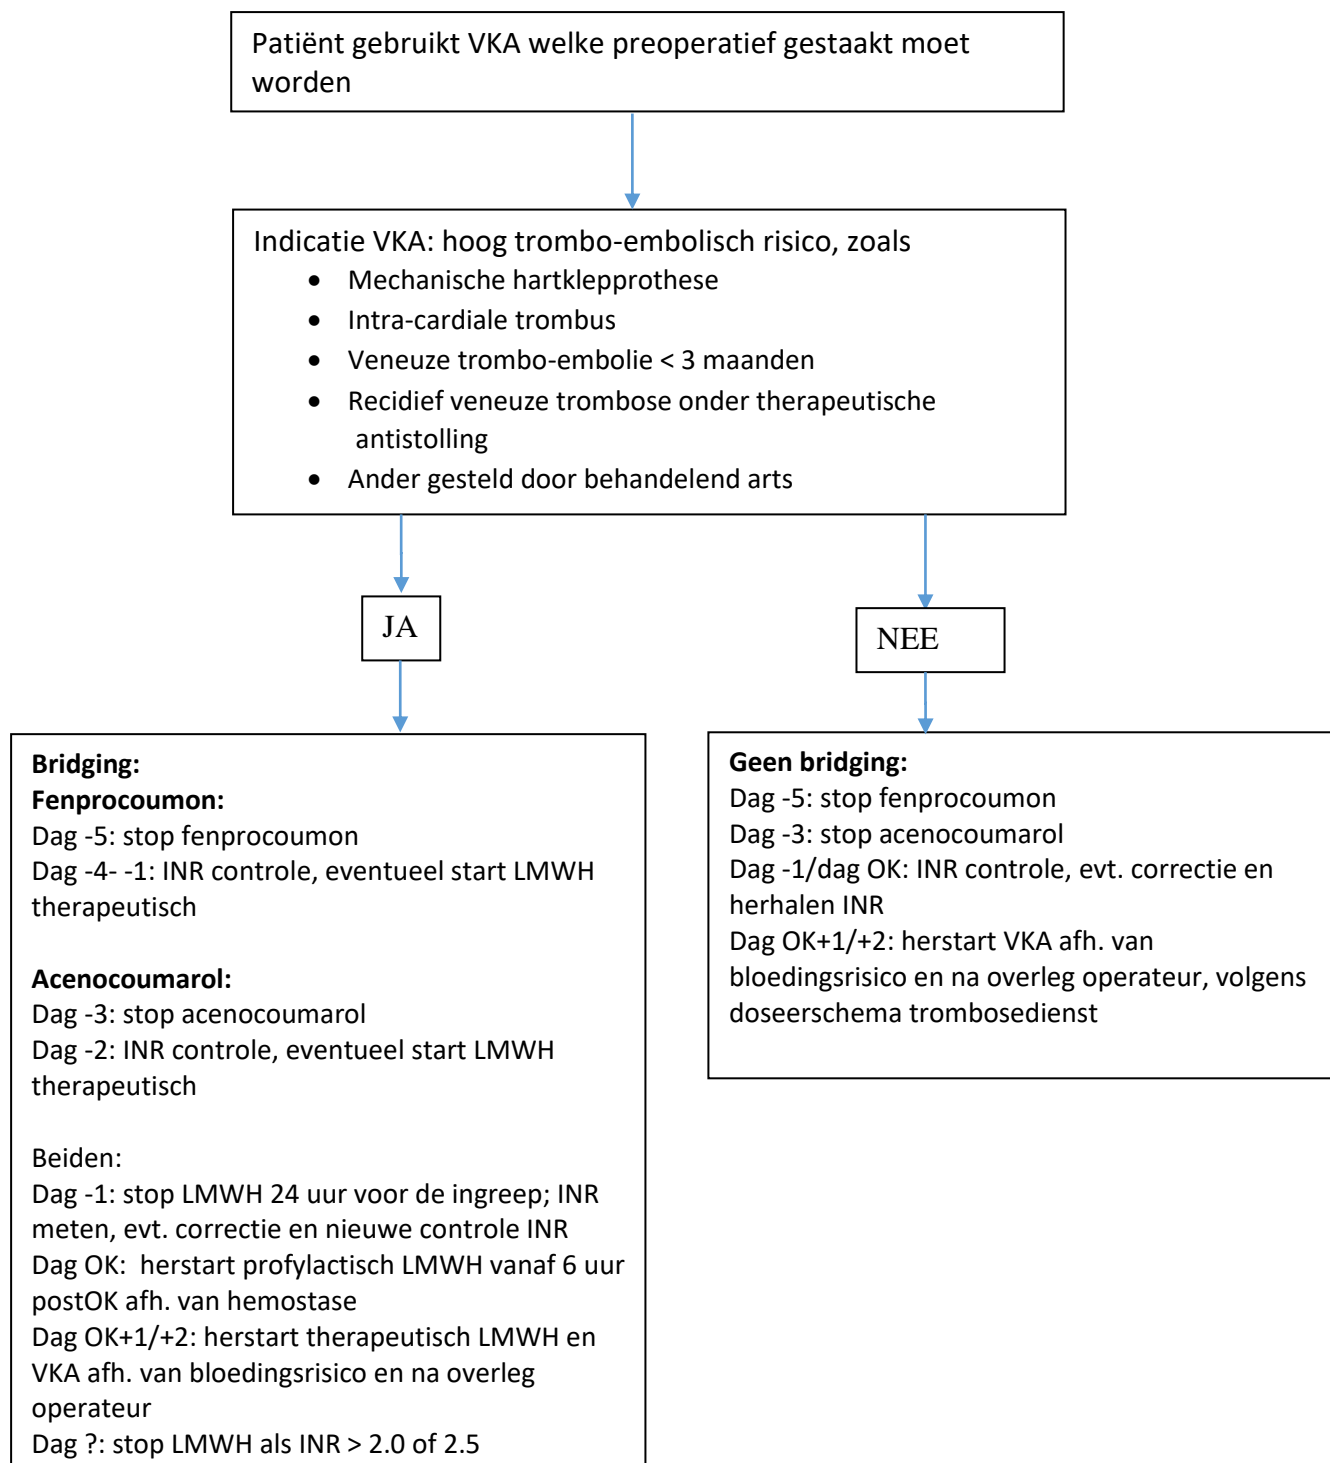 Patiënt gebruikt VKA welke preoperatief gestaakt moet
worden
Indicatie VKA: hoog trombo-embolisch risico, zoals
• Mechanische hartklepprothese
• Intra-cardiale trombus
• Veneuze trombo-embolie < 3 maanden
• Recidief veneuze trombose onder therapeutische
antistolling
• Ander gesteld door behandelend arts
JA
NEE
Bridging:
Fenprocoumon:
Dag -5: stop fenprocoumon
Dag -4- -1: INR controle, eventueel start LMWH
therapeutisch
Acenocoumarol:
Dag -3: stop acenocoumarol
Dag -2: INR controle, eventueel start LMWH
therapeutisch
Beiden:
Dag -1: stop LMWH 24 uur voor de ingreep; INR
meten, evt. correctie en nieuwe controle INR
Dag OK:  herstart profylactisch LMWH vanaf 6 uur
postOK afh. van hemostase
Dag OK+1/+2: herstart therapeutisch LMWH en
VKA afh. van bloedingsrisico en na overleg
operateur
Dag ?: stop LMWH als INR > 2.0 of 2.5
Geen bridging:
Dag -5: stop fenprocoumon
Dag -3: stop acenocoumarol
Dag -1/dag OK: INR controle, evt. correctie en
herhalen INR
Dag OK+1/+2: herstart VKA afh. van
bloedingsrisico en na overleg operateur, volgens
doseerschema trombosedienst